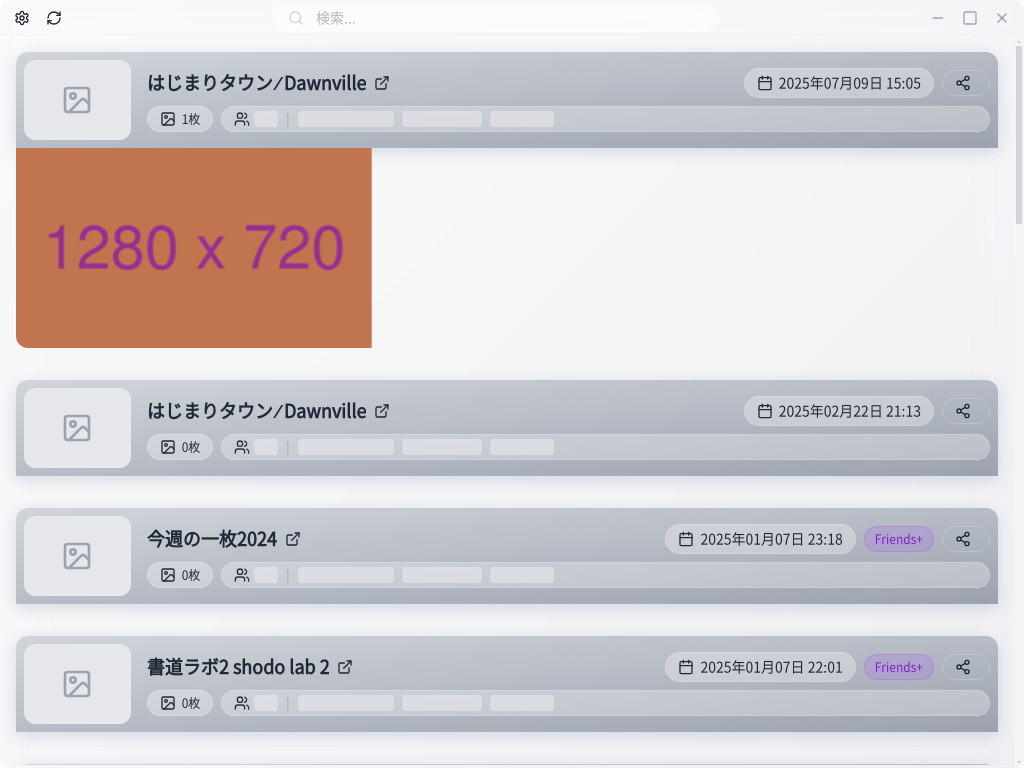 検索...
はじまりタウン⁄Dawnville
2025年07月09日 15:05
1枚
1280 x 720
はじまりタウン⁄Dawnville
2025年02月22日 21:13
0枚
今週の一枚2024
2025年01月07日 23:18
Friends+
0枚
書道ラボ2 shodo lab 2
2025年01月07日 22:01
Friends+
0枚